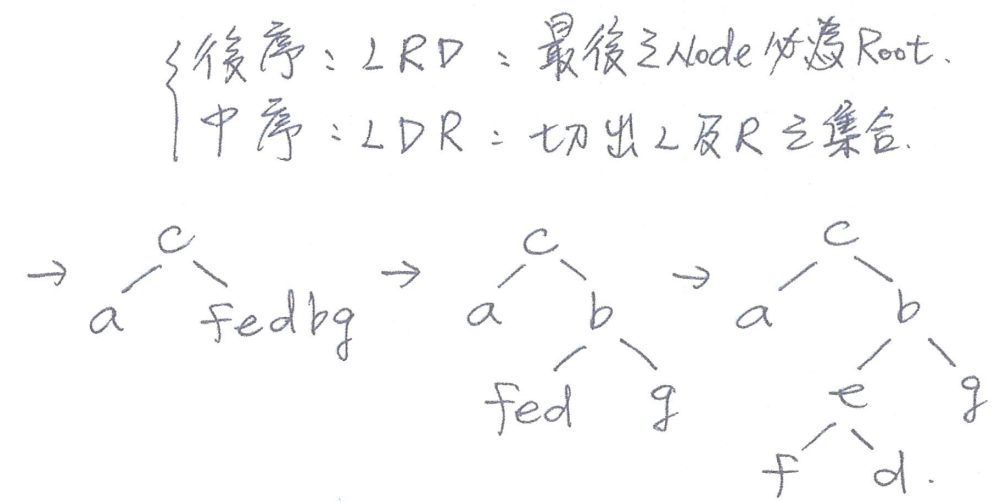 後序：LRD：最後之Node必為Root.
中序：LDR：切出L及R之集合.
→ c → c → c
a fedbg a b a b
fed g e g
f d.